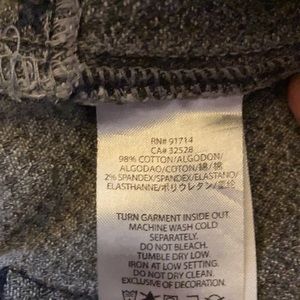 RN# 91714
CA# 32528
98% COTTON/ALGODON/
ALGODAO/COTON/綿/棉
2% SPANDEX/SPANDEX/ELASTANO/
ELASTHANNE/ポリウレタン/
TURN GARMENT INSIDE OUT.
MACHINE WASH COLD
SEPARATELY.
DO NOT BLEACH.
TUMBLE DRY LOW
IRON AT LOW SETTING.
DO NOT DRY CLEAN.
EXCLUSIVE OF DECORATION.